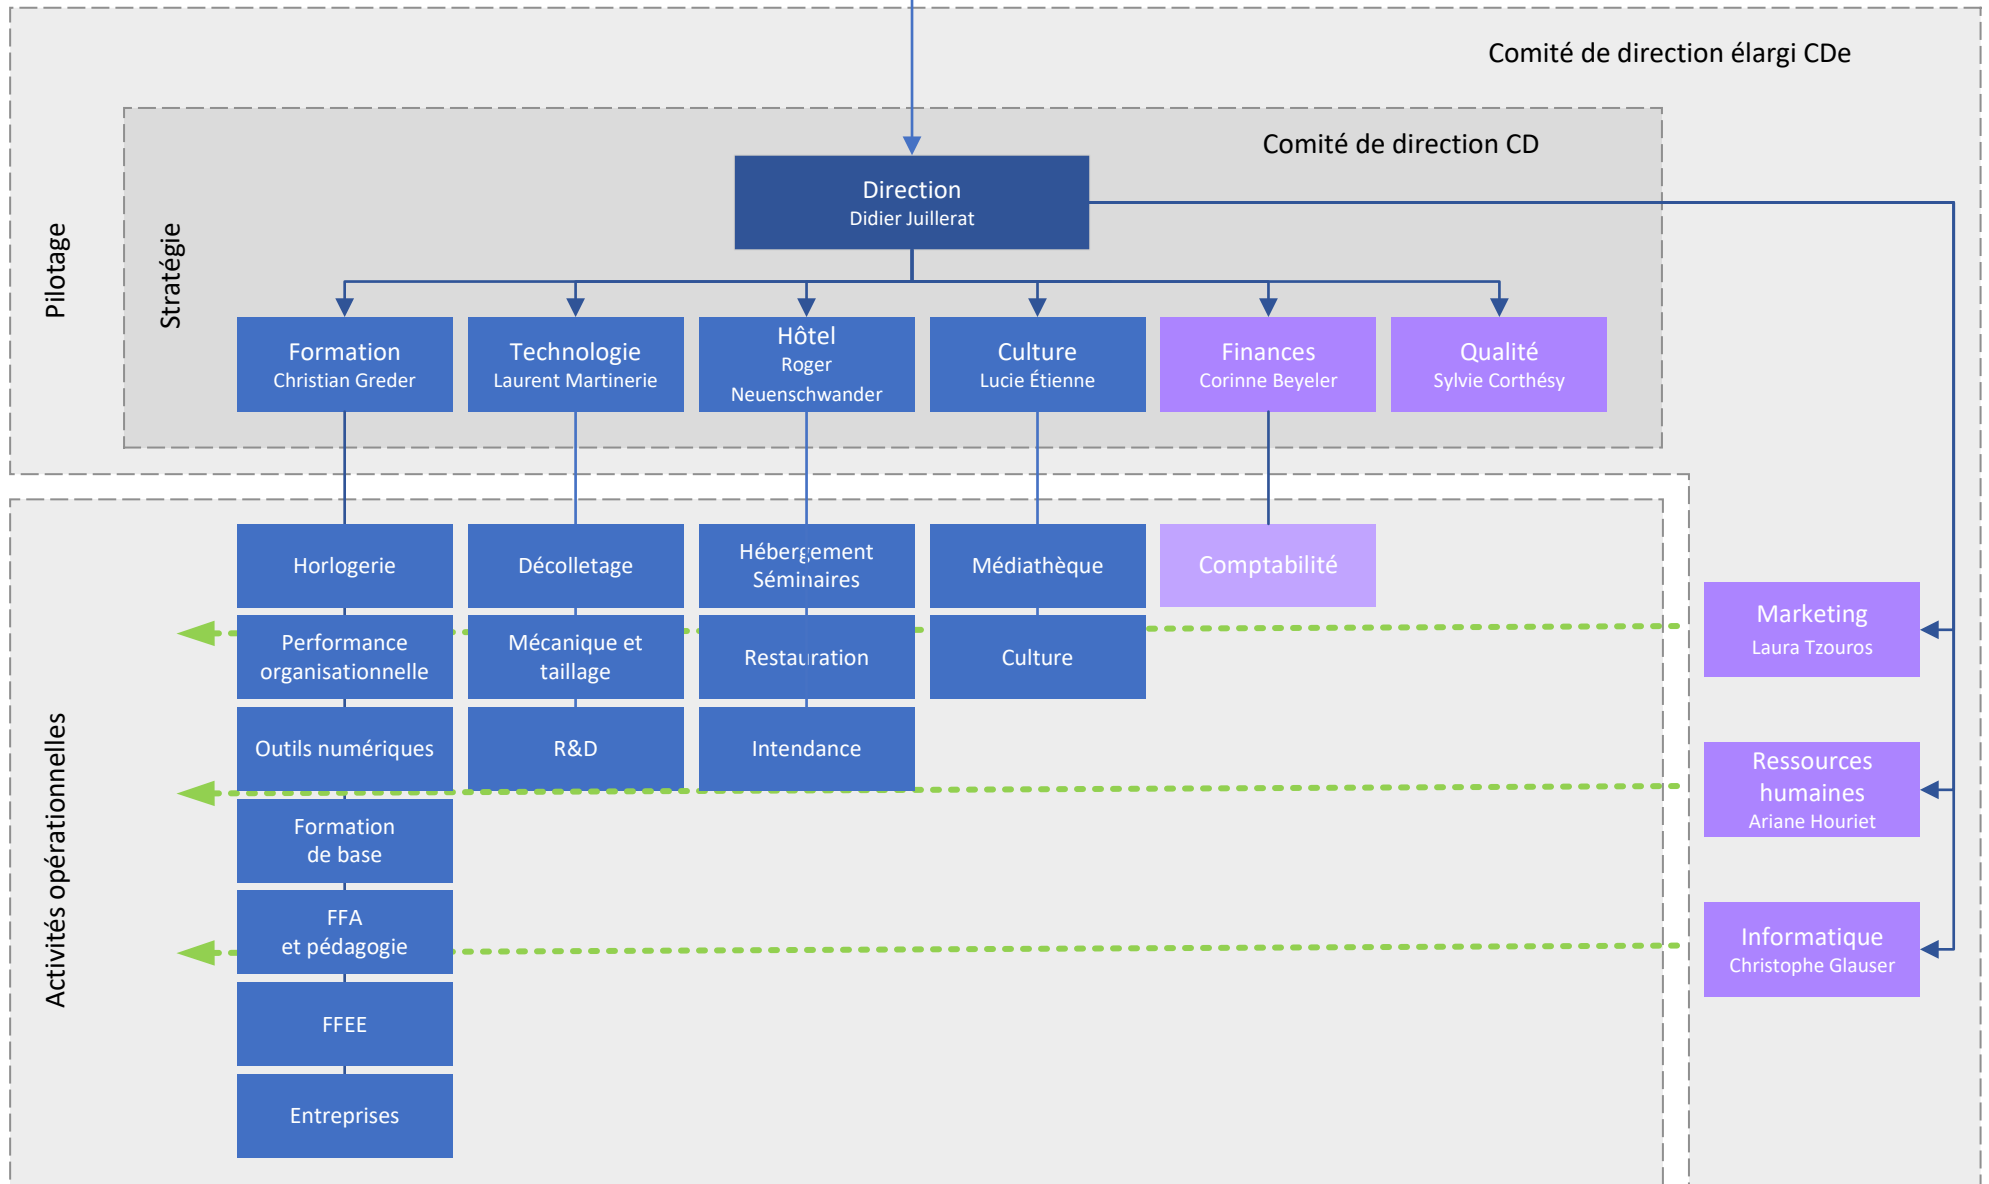 Comité de direction élargi CDe
Comité de direction CD
Pilotage
Stratégie
Direction
Didier Juillerat
Formation
Christian Greder
Technologie
Laurent Martinerie
Hôtel
Roger
Neuenschwander
Culture
Lucie Étienne
Finances
Corinne Beyeler
Qualité
Sylvie Corthésy
Activités opérationnelles
Horlogerie
Performance
organisationnelle
Outils numériques
Formation
de base
FFA
et pédagogie
FFEE
Entreprises
Décolletage
Mécanique et
taillage
R&D
Hébergement
Séminaires
Restauration
Intendance
Médiathèque
Culture
Comptabilité
Marketing
Laura Tzouros
Ressources
humaines
Ariane Houriet
Informatique
Christophe Glauser